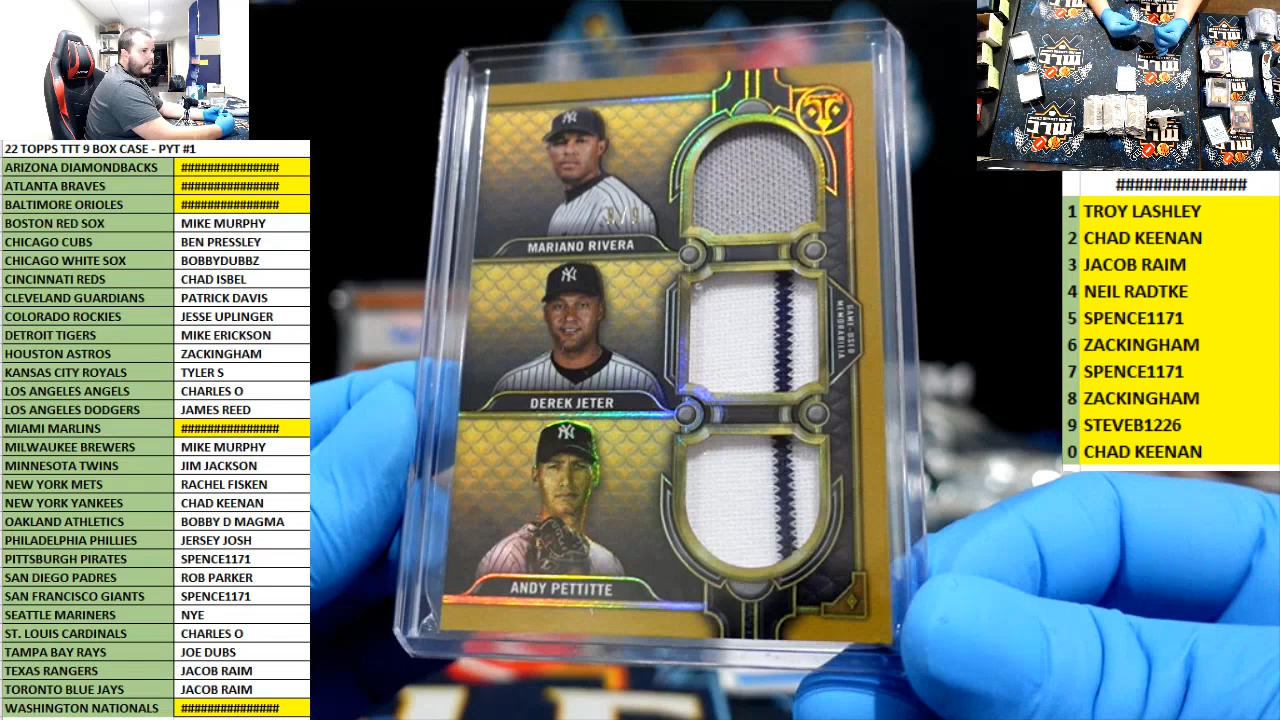 22 TOPPS TTT 9 BOX CASE - PYT #1
ARIZONA DIAMONDBACKS ###############
ATLANTA BRAVES ###############
BALTIMORE ORIOLES ###############
BOSTON RED SOX MIKE MURPHY
CHICAGO CUBS BEN PRESSLEY
CHICAGO WHITE SOX BOBBYDUBBZ
CINCINNATI REDS CHAD ISBEL
CLEVELAND GUARDIANS PATRICK DAVIS
COLORADO ROCKIES JESSE UPLINGER
DETROIT TIGERS MIKE ERICKSON
HOUSTON ASTROS ZACKINGHAM
KANSAS CITY ROYALS TYLER S
LOS ANGELES ANGELS CHARLES O
LOS ANGELES DODGERS JAMES REED
MIAMI MARLINS ###############
MILWAUKEE BREWERS MIKE MURPHY
MINNESOTA TWINS JIM JACKSON
NEW YORK METS RACHEL FISKEN
NEW YORK YANKEES CHAD KEENAN
OAKLAND ATHLETICS BOBBY D MAGMA
PHILADELPHIA PHILLIES JERSEY JOSH
PITTSBURGH PIRATES SPENCE1171
SAN DIEGO PADRES ROB PARKER
SAN FRANCISCO GIANTS SPENCE1171
SEATTLE MARINERS NYE
ST. LOUIS CARDINALS CHARLES O
TAMPA BAY RAYS JOE DUBS
TEXAS RANGERS JACOB RAIM
TORONTO BLUE JAYS JACOB RAIM
WASHINGTON NATIONALS ###############
9/9
MARIANO RIVERA
DEREK JETER
ANDY PETTITTE
GAME-USED
MEMORABILIA
###############
1 TROY LASHLEY
2 CHAD KEENAN
3 JACOB RAIM
4 NEIL RADTKE
5 SPENCE1171
6 ZACKINGHAM
7 SPENCE1171
8 ZACKINGHAM
9 STEVEB1226
0 CHAD KEENAN
MLC